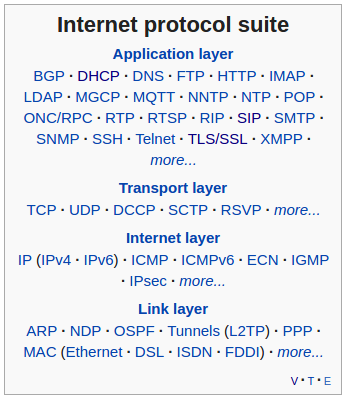 Internet protocol suite
Application layer
BGP · DHCP · DNS · FTP · HTTP · IMAP ·
LDAP · MGCP · MQTT · NNTP · NTP · POP ·
ONC/RPC · RTP · RTSP · RIP · SIP · SMTP ·
SNMP · SSH · Telnet · TLS/SSL · XMPP ·
more...
Transport layer
TCP · UDP · DCCP · SCTP · RSVP · more...
Internet layer
IP (IPv4 · IPv6) · ICMP · ICMPv6 · ECN · IGMP
· IPsec · more...
Link layer
ARP · NDP · OSPF · Tunnels (L2TP) · PPP ·
MAC (Ethernet · DSL · ISDN · FDDI) · more...
V · T · E